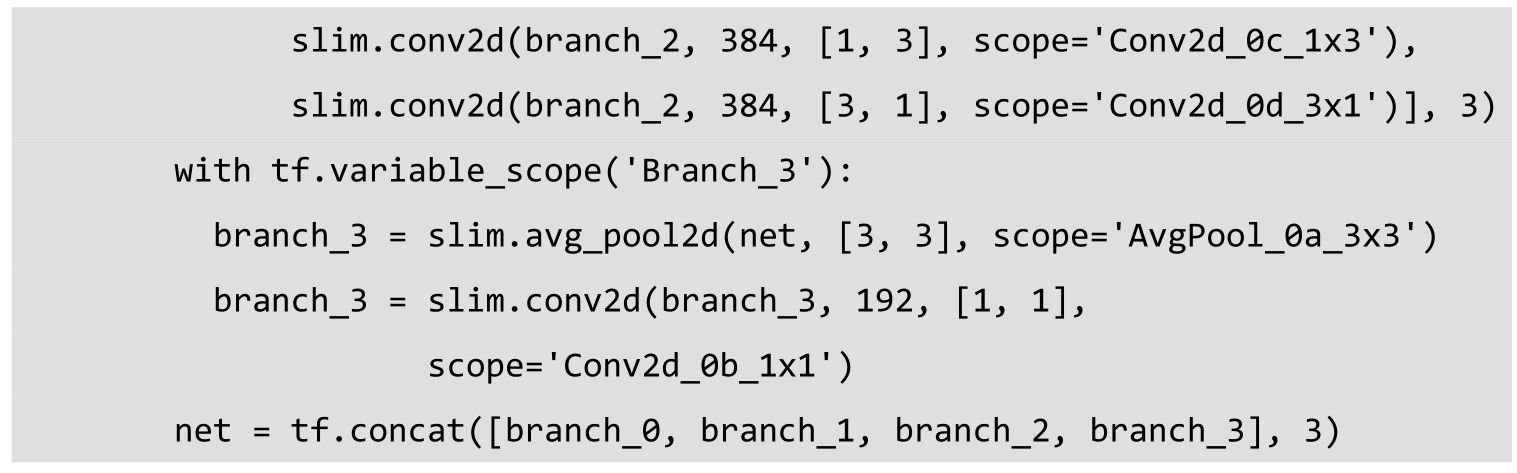 slim.conv2d(branch_2, 384, [1, 3], scope='Conv2d_0c_1x3'),
slim.conv2d(branch_2, 384, [3, 1], scope='Conv2d_0d_3x1')], 3)
with tf.variable_scope('Branch_3'):
branch_3 = slim.avg_pool2d(net, [3, 3], scope='AvgPool_0a_3x3')
branch_3 = slim.conv2d(branch_3, 192, [1, 1],
scope='Conv2d_0b_1x1')
net = tf.concat([branch_0, branch_1, branch_2, branch_3], 3)